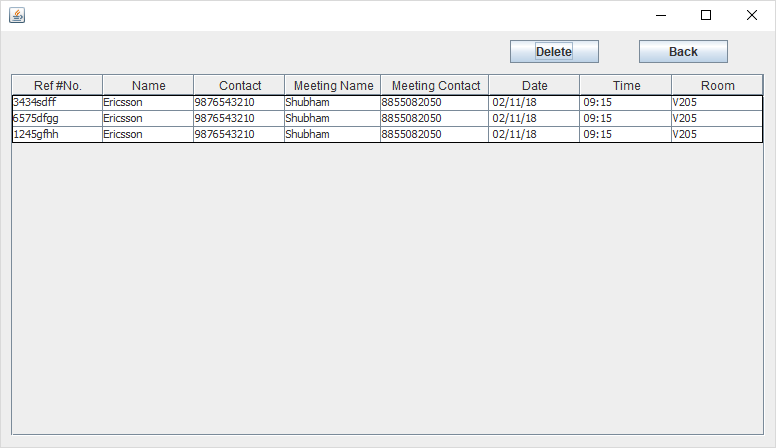 Delete Back
Ref #No. Name Contact Meeting Name Meeting Contact Date Time Room
3434sdff Ericsson 9876543210 Shubham 8855082050 02/11/18 09:15 V205
6575dfgg Ericsson 9876543210 Shubham 8855082050 02/11/18 09:15 V205
1245gfhh Ericsson 9876543210 Shubham 8855082050 02/11/18 09:15 V205